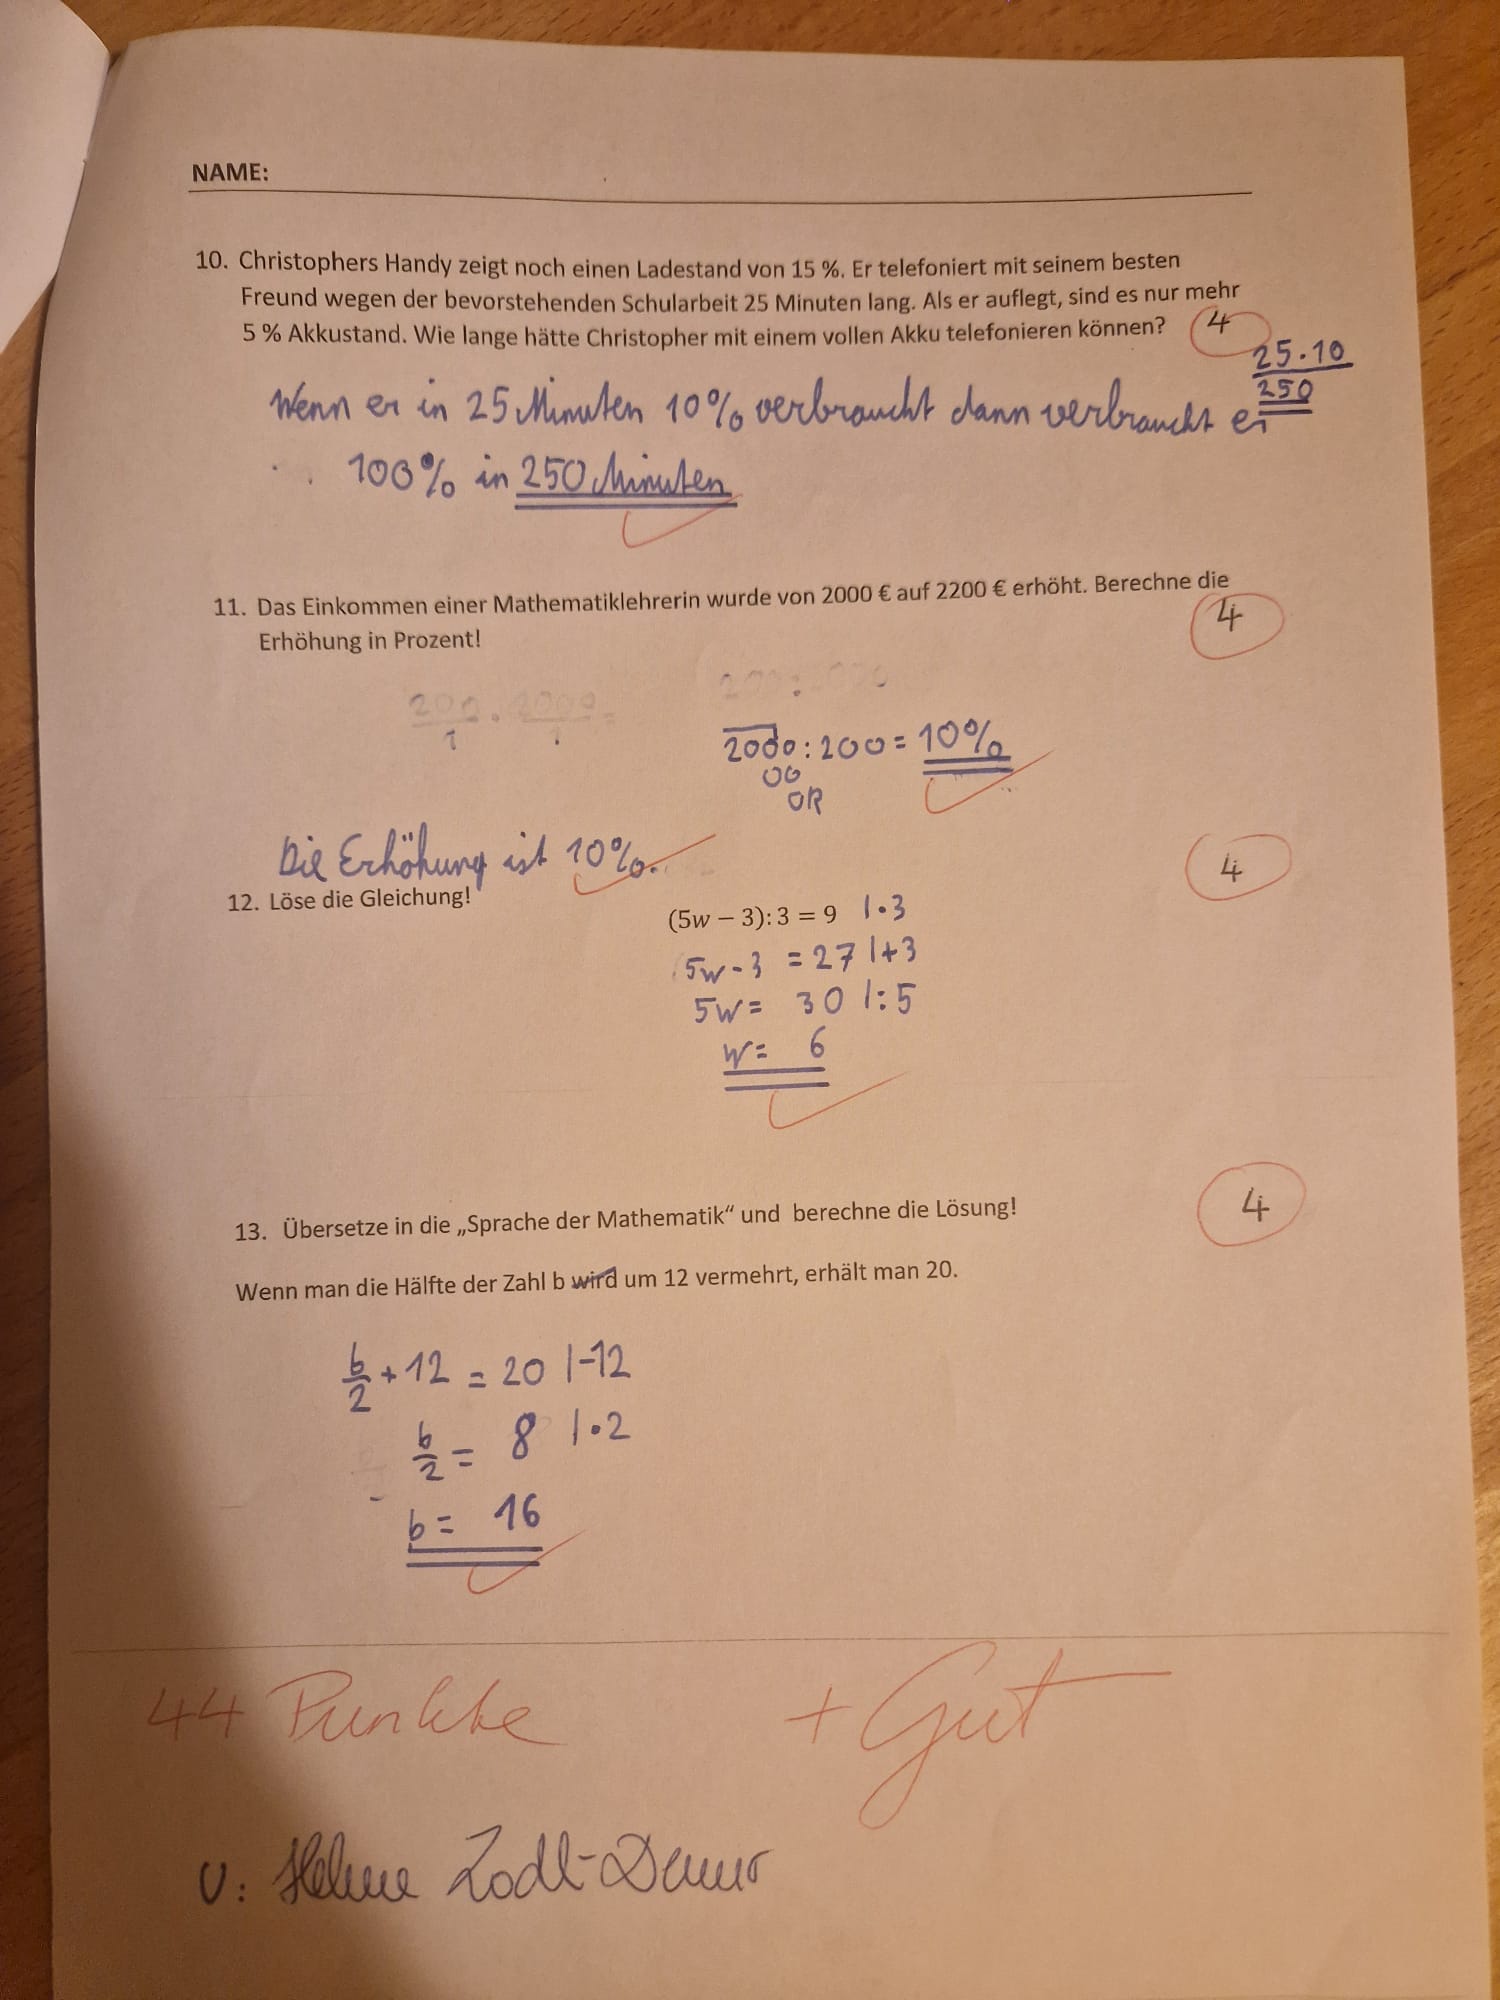 NAME:
10. Christophers Handy zeigt noch einen Ladestand von 15 %. Er telefoniert mit seinem besten
Freund wegen der bevorstehenden Schularbeit 25 Minuten lang. Als er auflegt, sind es nur mehr
5 % Akkustand. Wie lange hätte Christopher mit einem vollen Akku telefonieren können? 4
25·10
250
Wenn er in 25 Minuten 10% verbraucht dann verbraucht er
100% in 250 Minuten
11. Das Einkommen einer Mathematiklehrerin wurde von 2000 € auf 2200 € erhöht. Berechne die
Erhöhung in Prozent! 4
2000:200=10%
00
0R
Die Erhöhung ist 10%.
4
12. Löse die Gleichung!
(5w – 3): 3 = 9 |·3
5w-3 = 27 |+3
5w= 30 |:5
w= 6
13. Übersetze in die „Sprache der Mathematik“ und berechne die Lösung! 4
Wenn man die Hälfte der Zahl b wird um 12 vermehrt, erhält man 20.
b/2 + 12 = 20 |-12
b/2 = 8 |·2
b= 16
44 Punkte + Gut
U: Helene